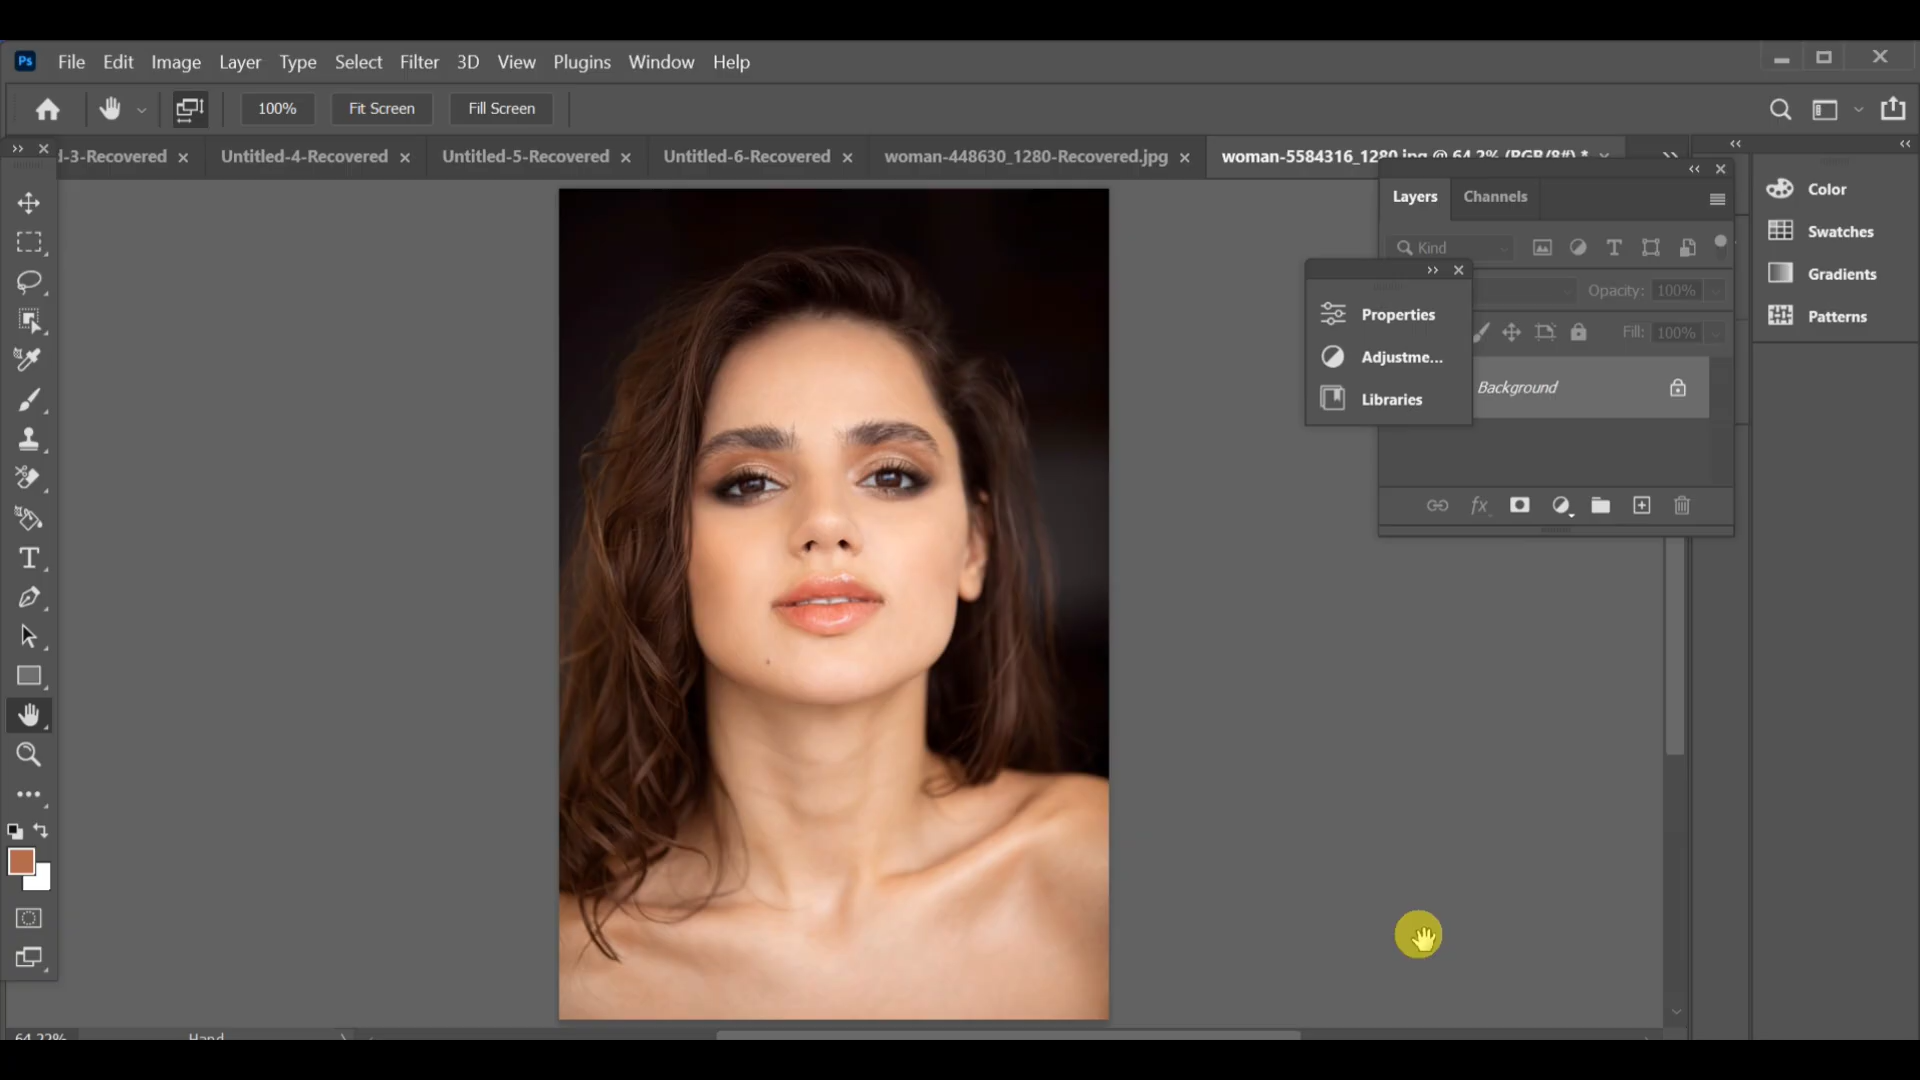 Ps File Edit Image Layer Type Select Filter 3D View Plugins Window Help
100% Fit Screen Fill Screen
d-3-Recovered × Untitled-4-Recovered × Untitled-5-Recovered × Untitled-6-Recovered × woman-448630_1280-Recovered.jpg × woman-5584316_1280.jpg @ 64.2% (RGB/8#) * ×
Layers Channels
Kind
Opacity: 100%
Fill: 100%
Background
Properties
Adjustme...
Libraries
Color
Swatches
Gradients
Patterns
64.22% Hand